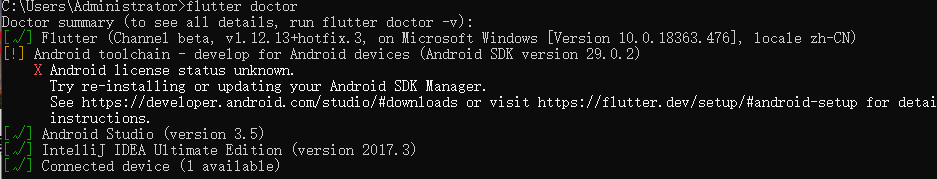 C:\Users\Administrator>flutter doctor
Doctor summary (to see all details, run flutter doctor -v):
[√] Flutter (Channel beta, v1.12.13+hotfix.3, on Microsoft Windows [Version 10.0.18363.476], locale zh-CN)
[!] Android toolchain - develop for Android devices (Android SDK version 29.0.2)
X Android license status unknown.
Try re-installing or updating your Android SDK Manager.
See https://developer.android.com/studio/#downloads or visit https://flutter.dev/setup/#android-setup for detai
instructions.
[√] Android Studio (version 3.5)
[√] IntelliJ IDEA Ultimate Edition (version 2017.3)
[√] Connected device (1 available)